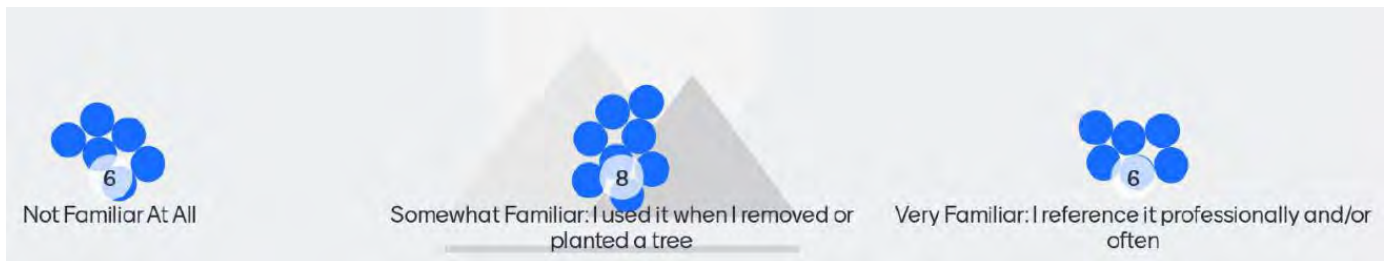 6
Not Familiar At All
8
Somewhat Familiar: I used it when I removed or
planted a tree
6
Very Familiar: I reference it professionally and/or
often